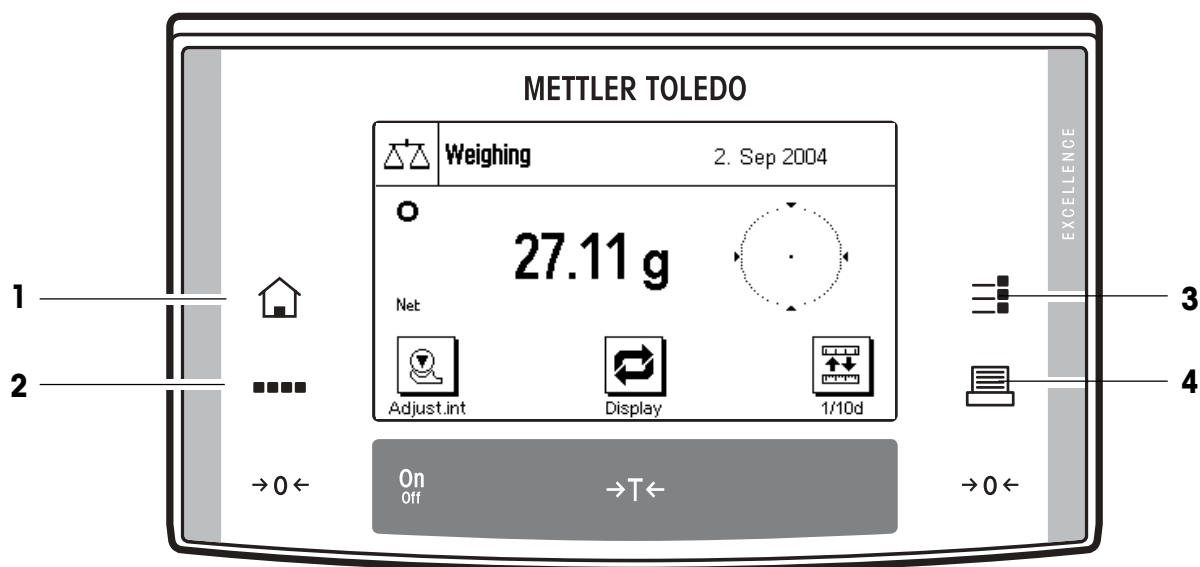 METTLER TOLEDO
EXCELLENCE
Weighing 2. Sep 2004
27.11 g
Net
Adjust.int Display 1/10d
1
2
3
4
→0← On →T← →0←
Off